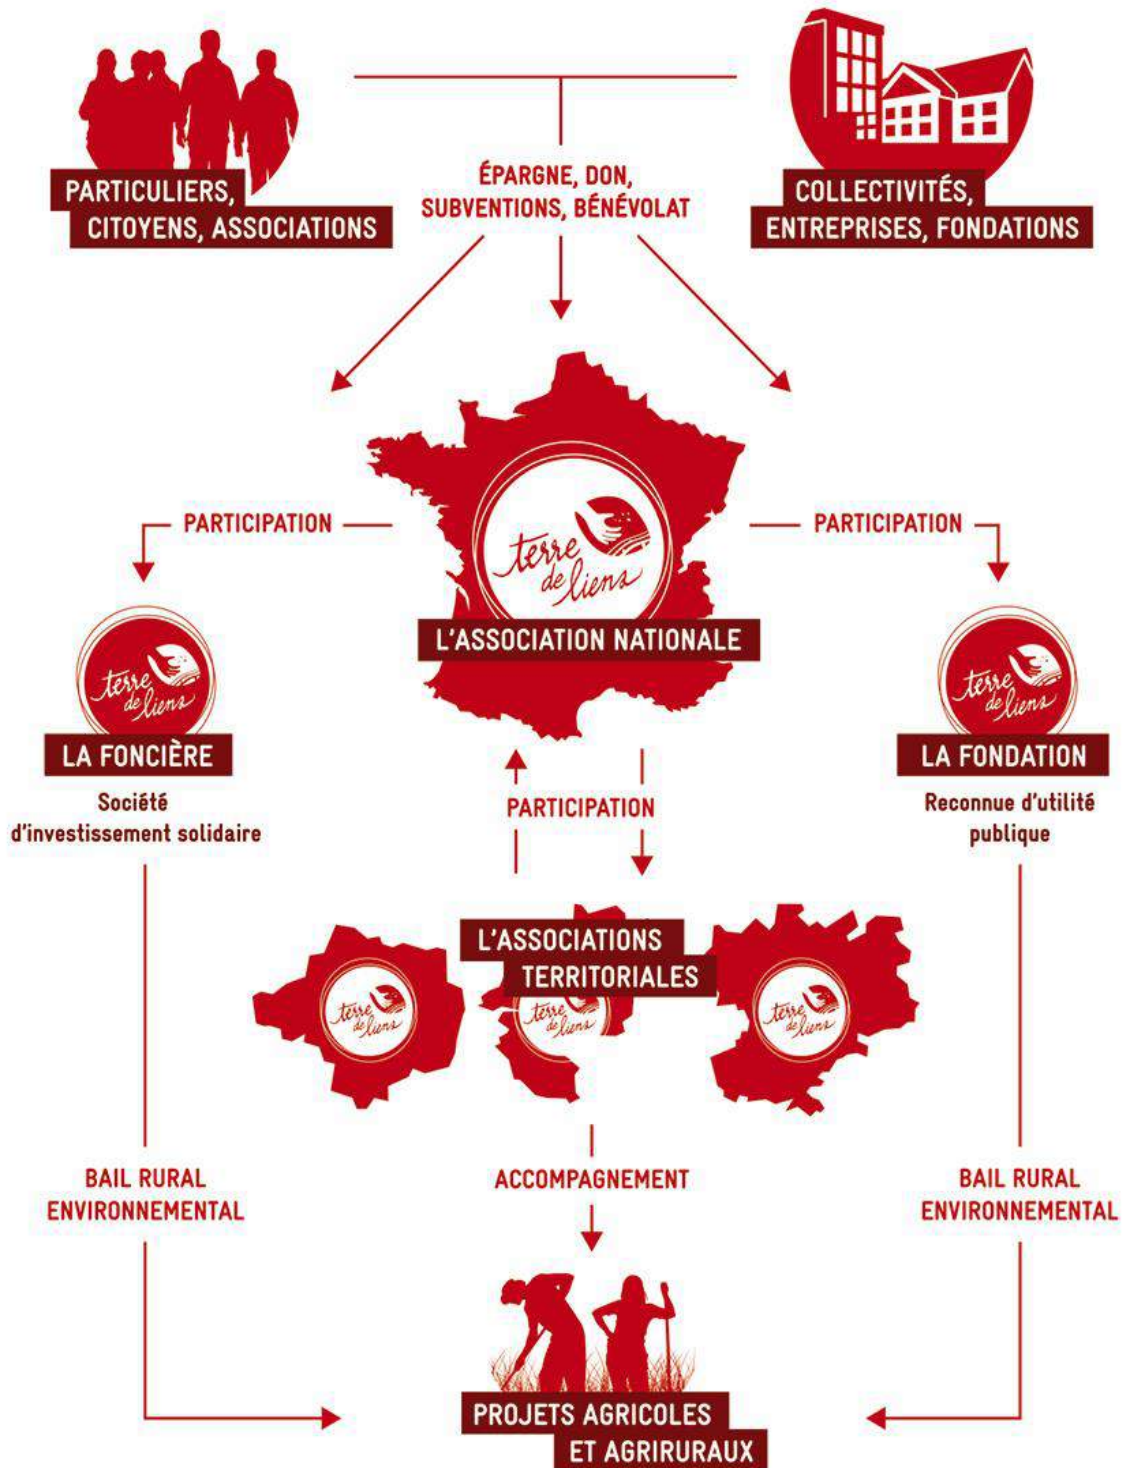 PARTICULIERS,
CITOYENS, ASSOCIATIONS
ÉPARGNE, DON,
SUBVENTIONS, BÉNÉVOLAT
COLLECTIVITÉS,
ENTREPRISES, FONDATIONS
PARTICIPATION
terre
de liens
L'ASSOCIATION NATIONALE
PARTICIPATION
terre
de liens
LA FONCIÈRE
Société
d'investissement solidaire
terre
de liens
LA FONDATION
Reconnue d'utilité
publique
PARTICIPATION
L'ASSOCIATIONS
TERRITORIALES
terre
de liens
terre
de liens
terre
de liens
BAIL RURAL
ENVIRONNEMENTAL
ACCOMPAGNEMENT
BAIL RURAL
ENVIRONNEMENTAL
PROJETS AGRICOLES
ET AGRIRURAUX